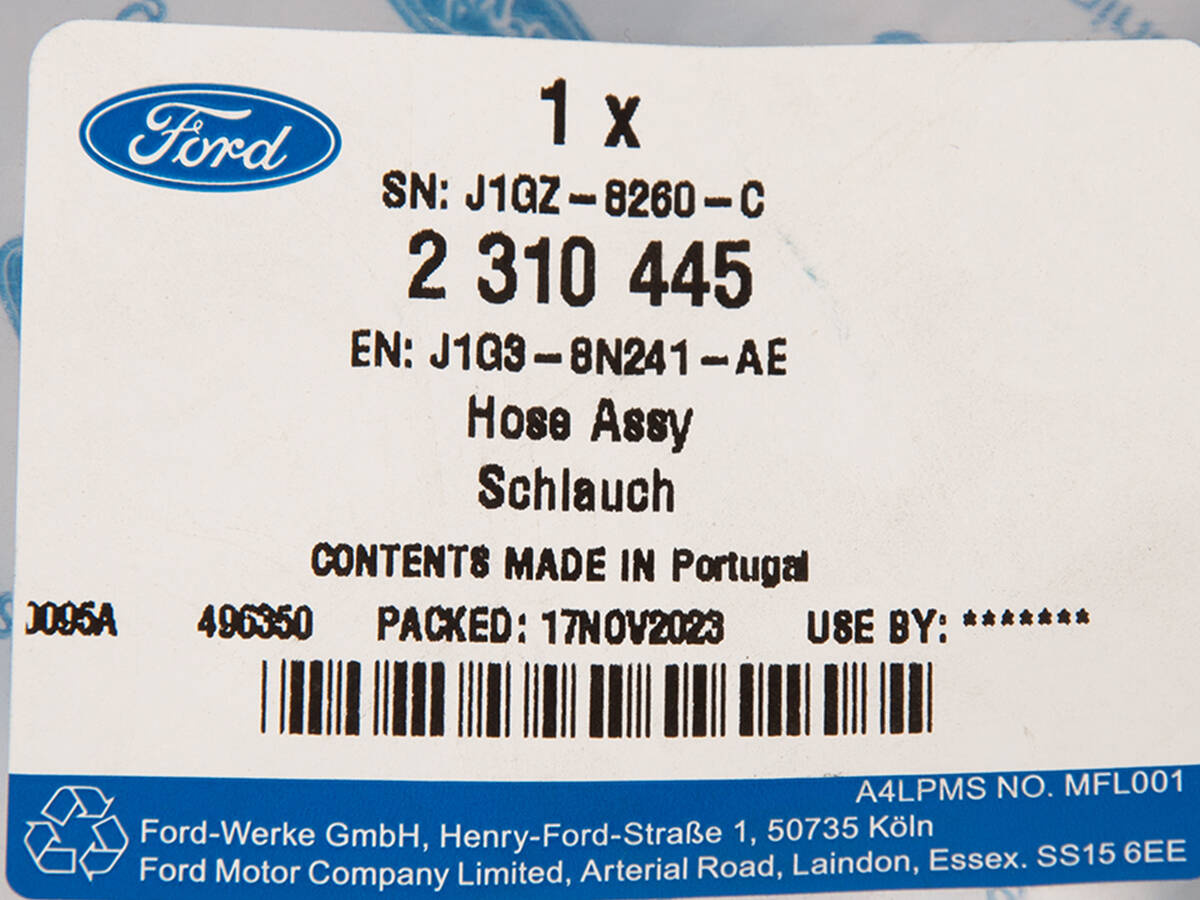 Ford
1 x
SN: J1GZ-8260-C
2 310 445
EN: J1G3-8N241-AE
Hose Assy
Schlauch
CONTENTS MADE IN Portugal
0095A 496350 PACKED: 17NOV2023 USE BY: *******
A4LPMS NO. MFL001
Ford-Werke GmbH, Henry-Ford-Straße 1, 50735 Köln
Ford Motor Company Limited, Arterial Road, Laindon, Essex. SS15 6EE